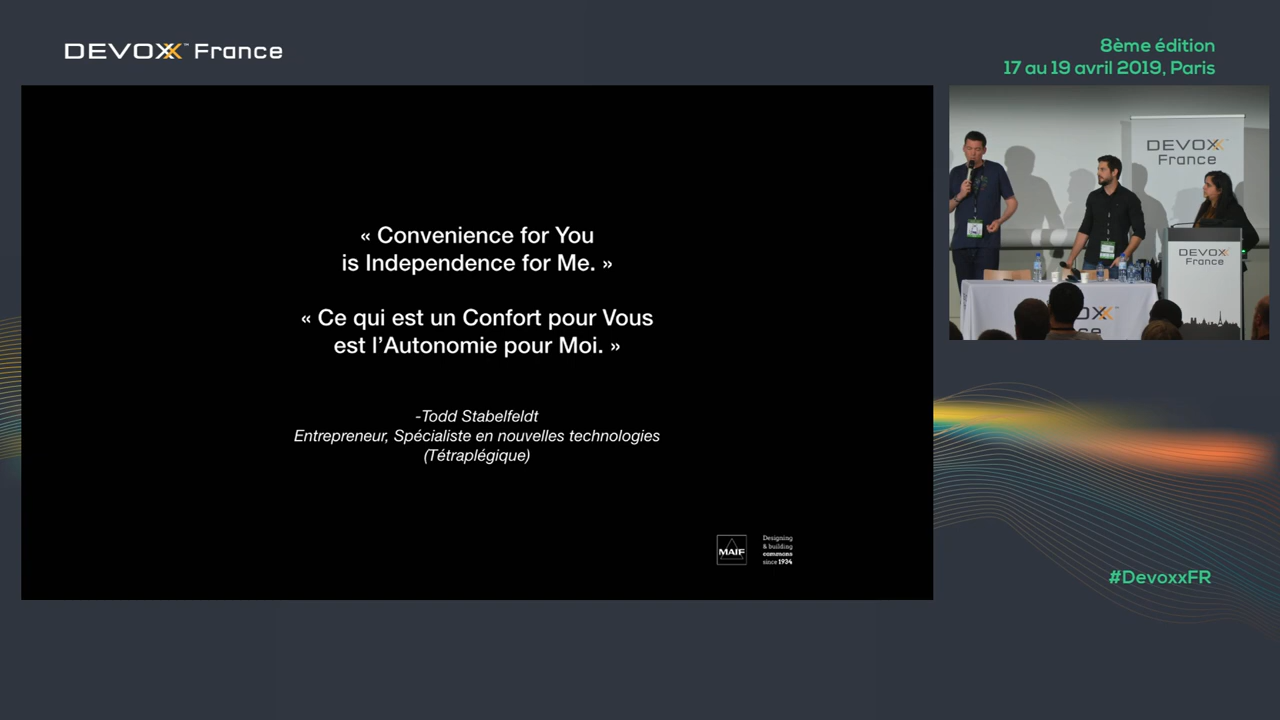 DEVOXX™ France
8ème édition
17 au 19 avril 2019, Paris
« Convenience for You
is Independence for Me. »
« Ce qui est un Confort pour Vous
est l’Autonomie pour Moi. »
-Todd Stabelfeldt
Entrepreneur, Spécialiste en nouvelles technologies
(Tétraplégique)
MAIF
Designing
& building
commons
since 1934
DEVOXX
France
DEVOXX
France
#DevoxxFR